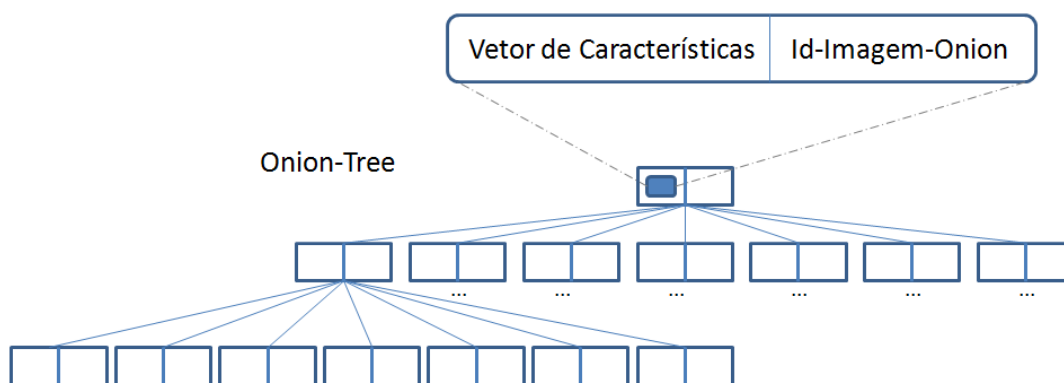 Vetor de Características Id-Imagem-Onion
Onion-Tree
... ... ... ... ... ...